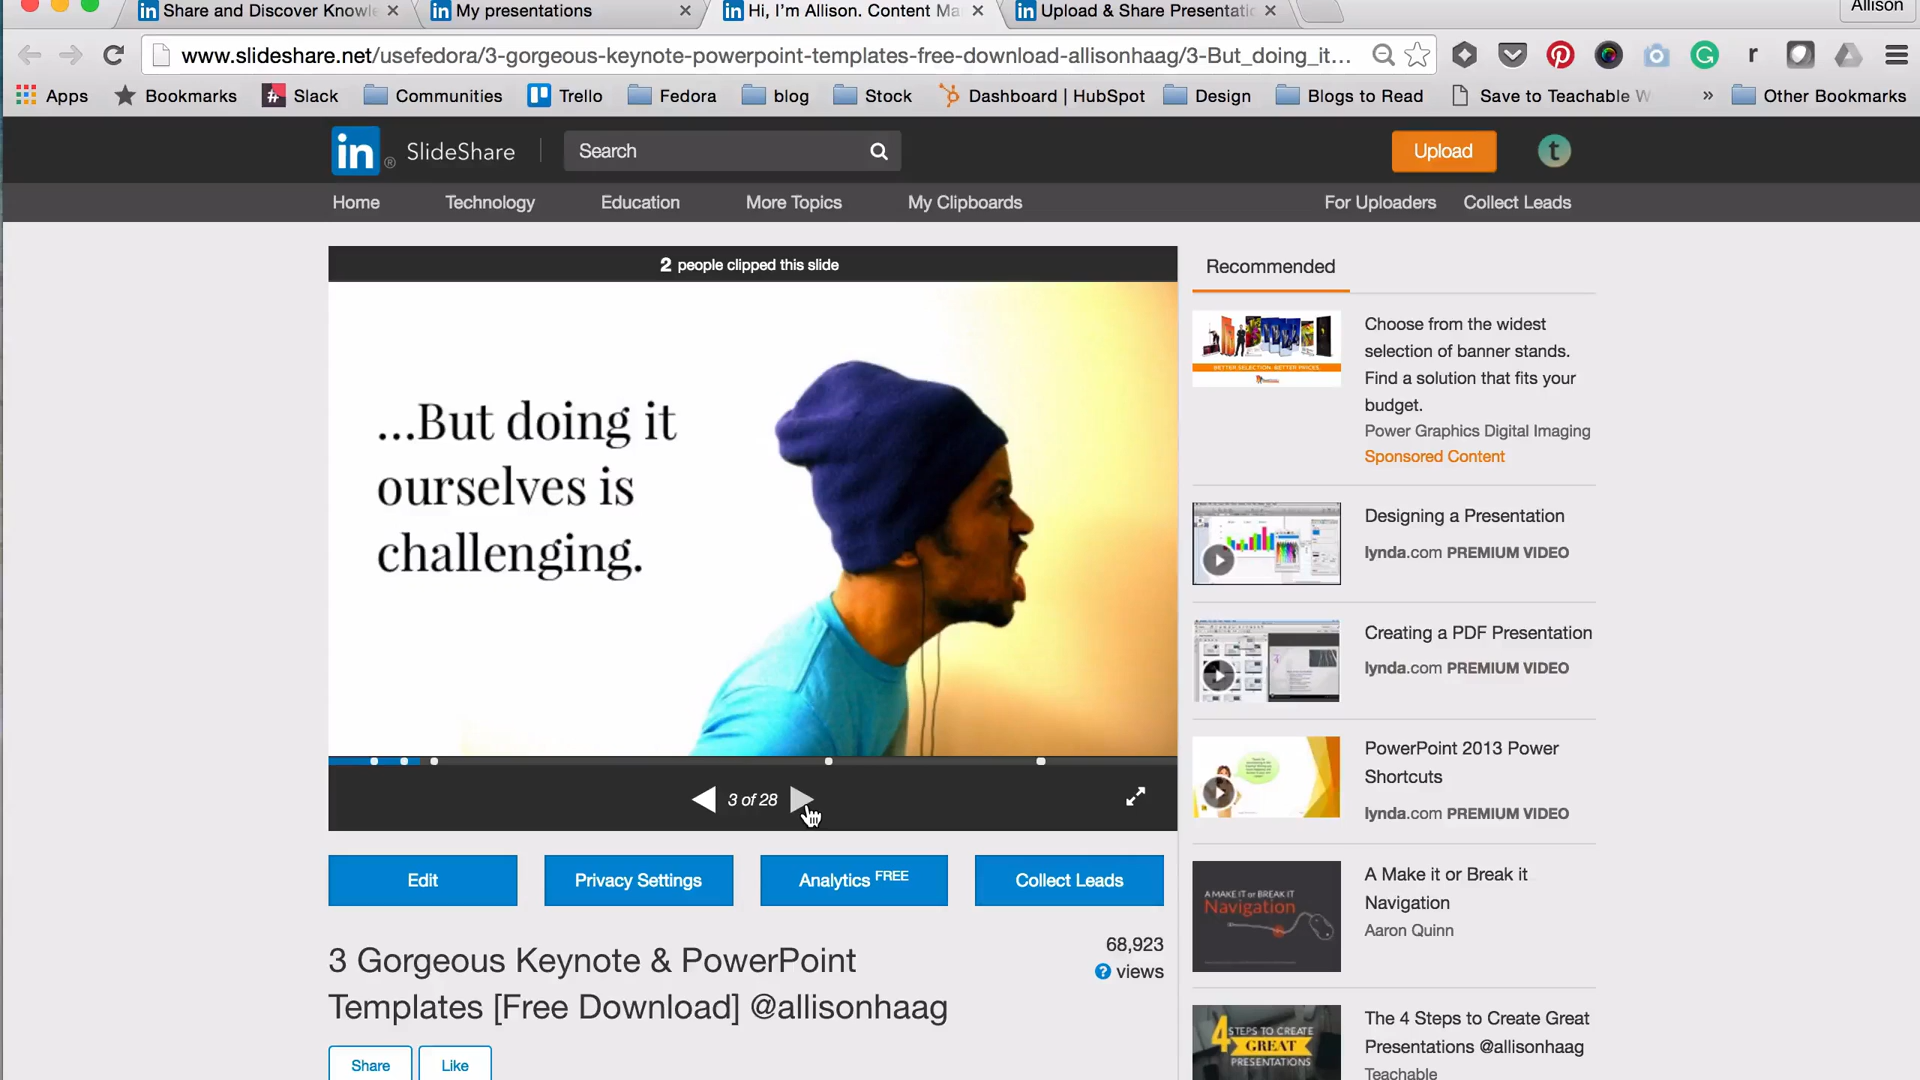 Share and Discover Knowle
My presentations
Hi, I'm Allison. Content Ma
Upload & Share Presentatio
Allison
www.slideshare.net/usefedora/3-gorgeous-keynote-powerpoint-templates-free-download-allisonhaag/3-But_doing_it...
Apps
Bookmarks
Slack
Communities
Trello
Fedora
blog
Stock
Dashboard | HubSpot
Design
Blogs to Read
Save to Teachable W
»
Other Bookmarks
in® SlideShare
Search
Upload
t
Home
Technology
Education
More Topics
My Clipboards
For Uploaders
Collect Leads
2 people clipped this slide
...But doing it
ourselves is
challenging.
3 of 28
Edit
Privacy Settings
Analytics FREE
Collect Leads
3 Gorgeous Keynote & PowerPoint
Templates [Free Download] @allisonhaag
68,923
views
Share
Like
Recommended
BETTER SELECTION. BETTER PRICES.
Choose from the widest
selection of banner stands.
Find a solution that fits your
budget.
Power Graphics Digital Imaging
Sponsored Content
Designing a Presentation
lynda.com PREMIUM VIDEO
Creating a PDF Presentation
lynda.com PREMIUM VIDEO
PowerPoint 2013 Power
Shortcuts
lynda.com PREMIUM VIDEO
A MAKE IT or BREAK IT
Navigation
A Make it or Break it
Navigation
Aaron Quinn
4 STEPS TO CREATE
GREAT
PRESENTATIONS
The 4 Steps to Create Great
Presentations @allisonhaag
Teachable